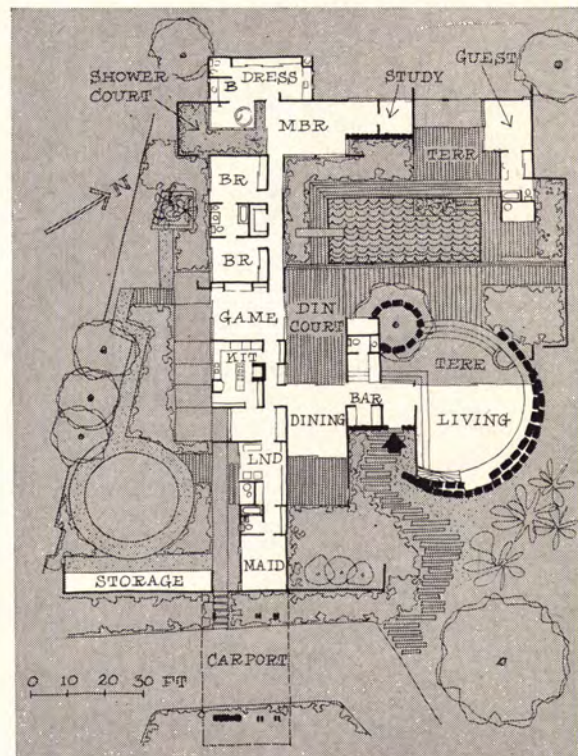 GUEST
STUDY
SHOWER
COURT
DRESS
B
MBR
TERR
BR
N
BR
GAME
DIN
COURT
KIT
TERE
BAR
DINING
LIVING
LND
MAID
STORAGE
CARPORT
0 10 20 30 FT